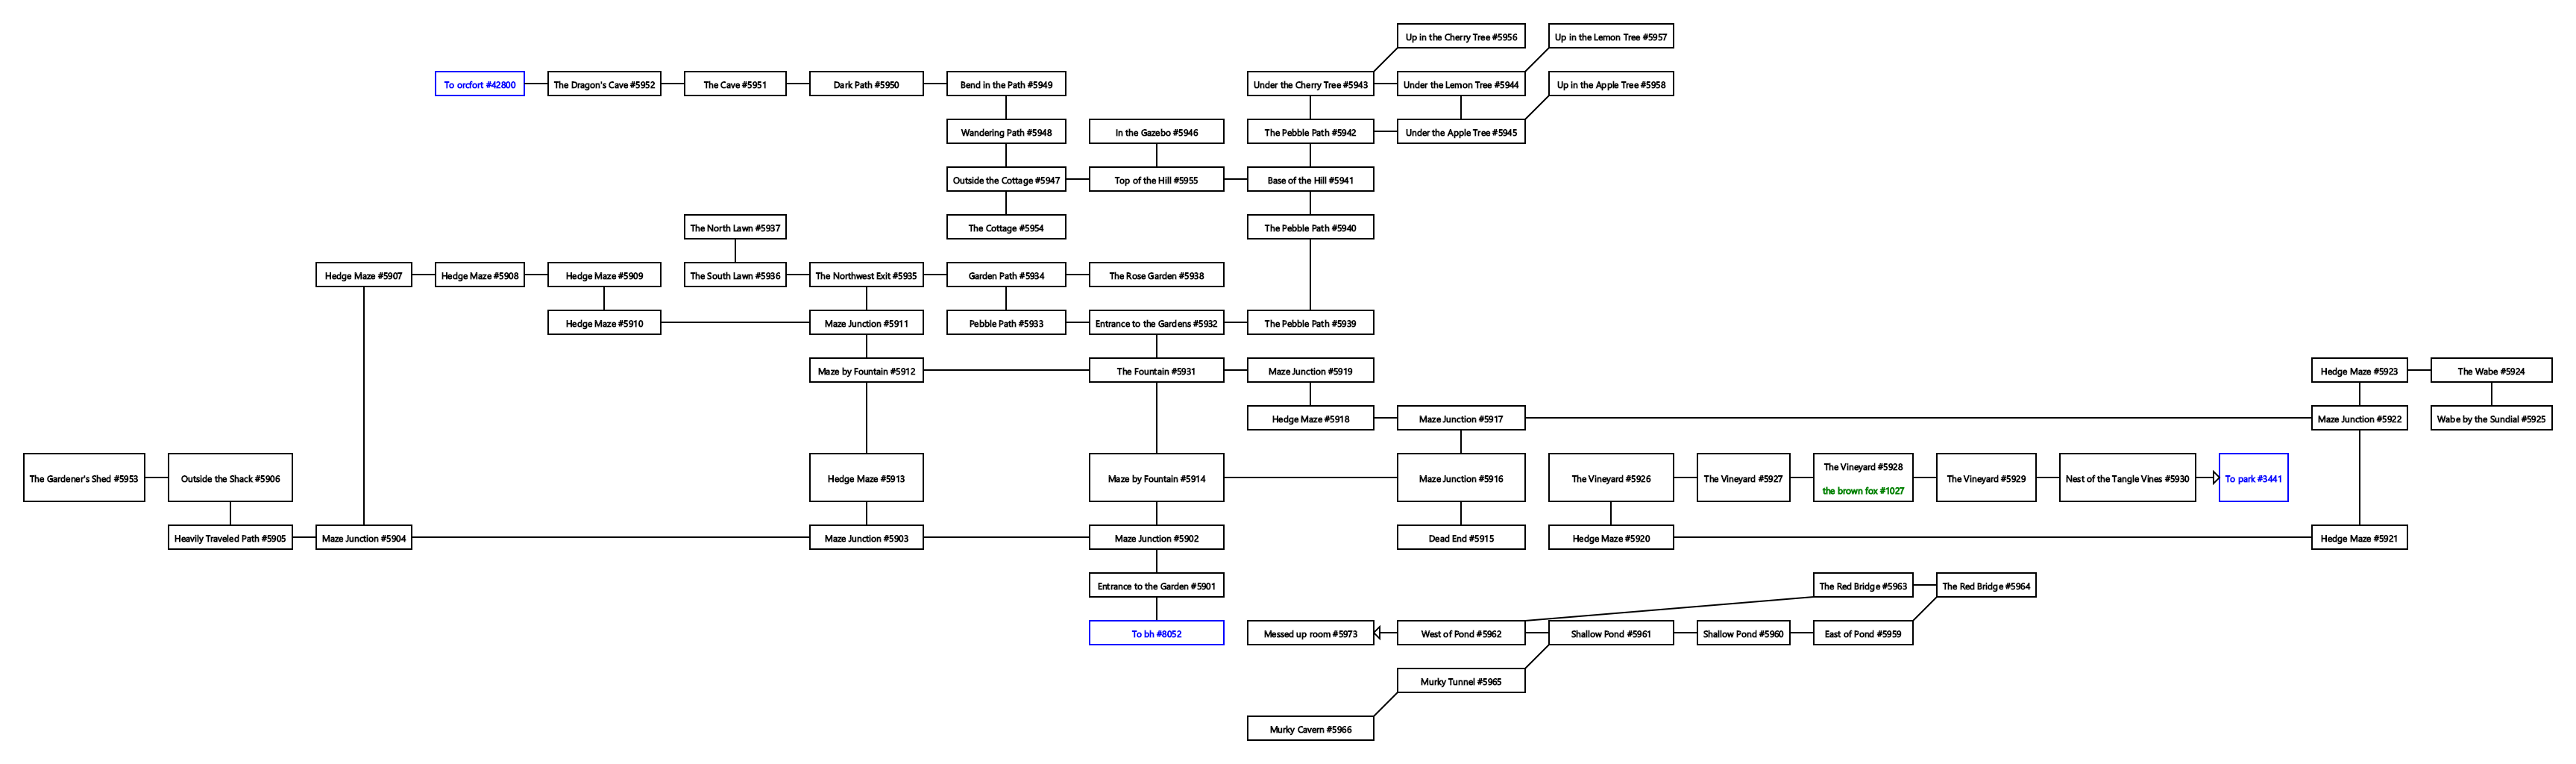 Up in the Cherry Tree #5956
Up in the Lemon Tree #5957
To orcfort #42800
The Dragon's Cave #5952
The Cave #5951
Dark Path #5950
Bend in the Path #5949
Under the Cherry Tree #5943
Under the Lemon Tree #5944
Up in the Apple Tree #5958
Wandering Path #5948
In the Gazebo #5946
The Pebble Path #5942
Under the Apple Tree #5945
Outside the Cottage #5947
Top of the Hill #5955
Base of the Hill #5941
The North Lawn #5937
The Cottage #5954
The Pebble Path #5940
Hedge Maze #5907
Hedge Maze #5908
Hedge Maze #5909
The South Lawn #5936
The Northwest Exit #5935
Garden Path #5934
The Rose Garden #5938
Hedge Maze #5910
Maze Junction #5911
Pebble Path #5933
Entrance to the Gardens #5932
The Pebble Path #5939
Maze by Fountain #5912
The Fountain #5931
Maze Junction #5919
Hedge Maze #5923
The Wabe #5924
Hedge Maze #5918
Maze Junction #5917
Maze Junction #5922
Wabe by the Sundial #5925
The Gardener's Shed #5953
Outside the Shack #5906
Hedge Maze #5913
Maze by Fountain #5914
Maze Junction #5916
The Vineyard #5926
The Vineyard #5927
The Vineyard #5928
the brown fox #1027
The Vineyard #5929
Nest of the Tangle Vines #5930
To park #3441
Heavily Traveled Path #5905
Maze Junction #5904
Maze Junction #5903
Maze Junction #5902
Dead End #5915
Hedge Maze #5920
Hedge Maze #5921
Entrance to the Garden #5901
The Red Bridge #5963
The Red Bridge #5964
To bh #8052
Messed up room #5973
West of Pond #5962
Shallow Pond #5961
Shallow Pond #5960
East of Pond #5959
Murky Tunnel #5965
Murky Cavern #5966